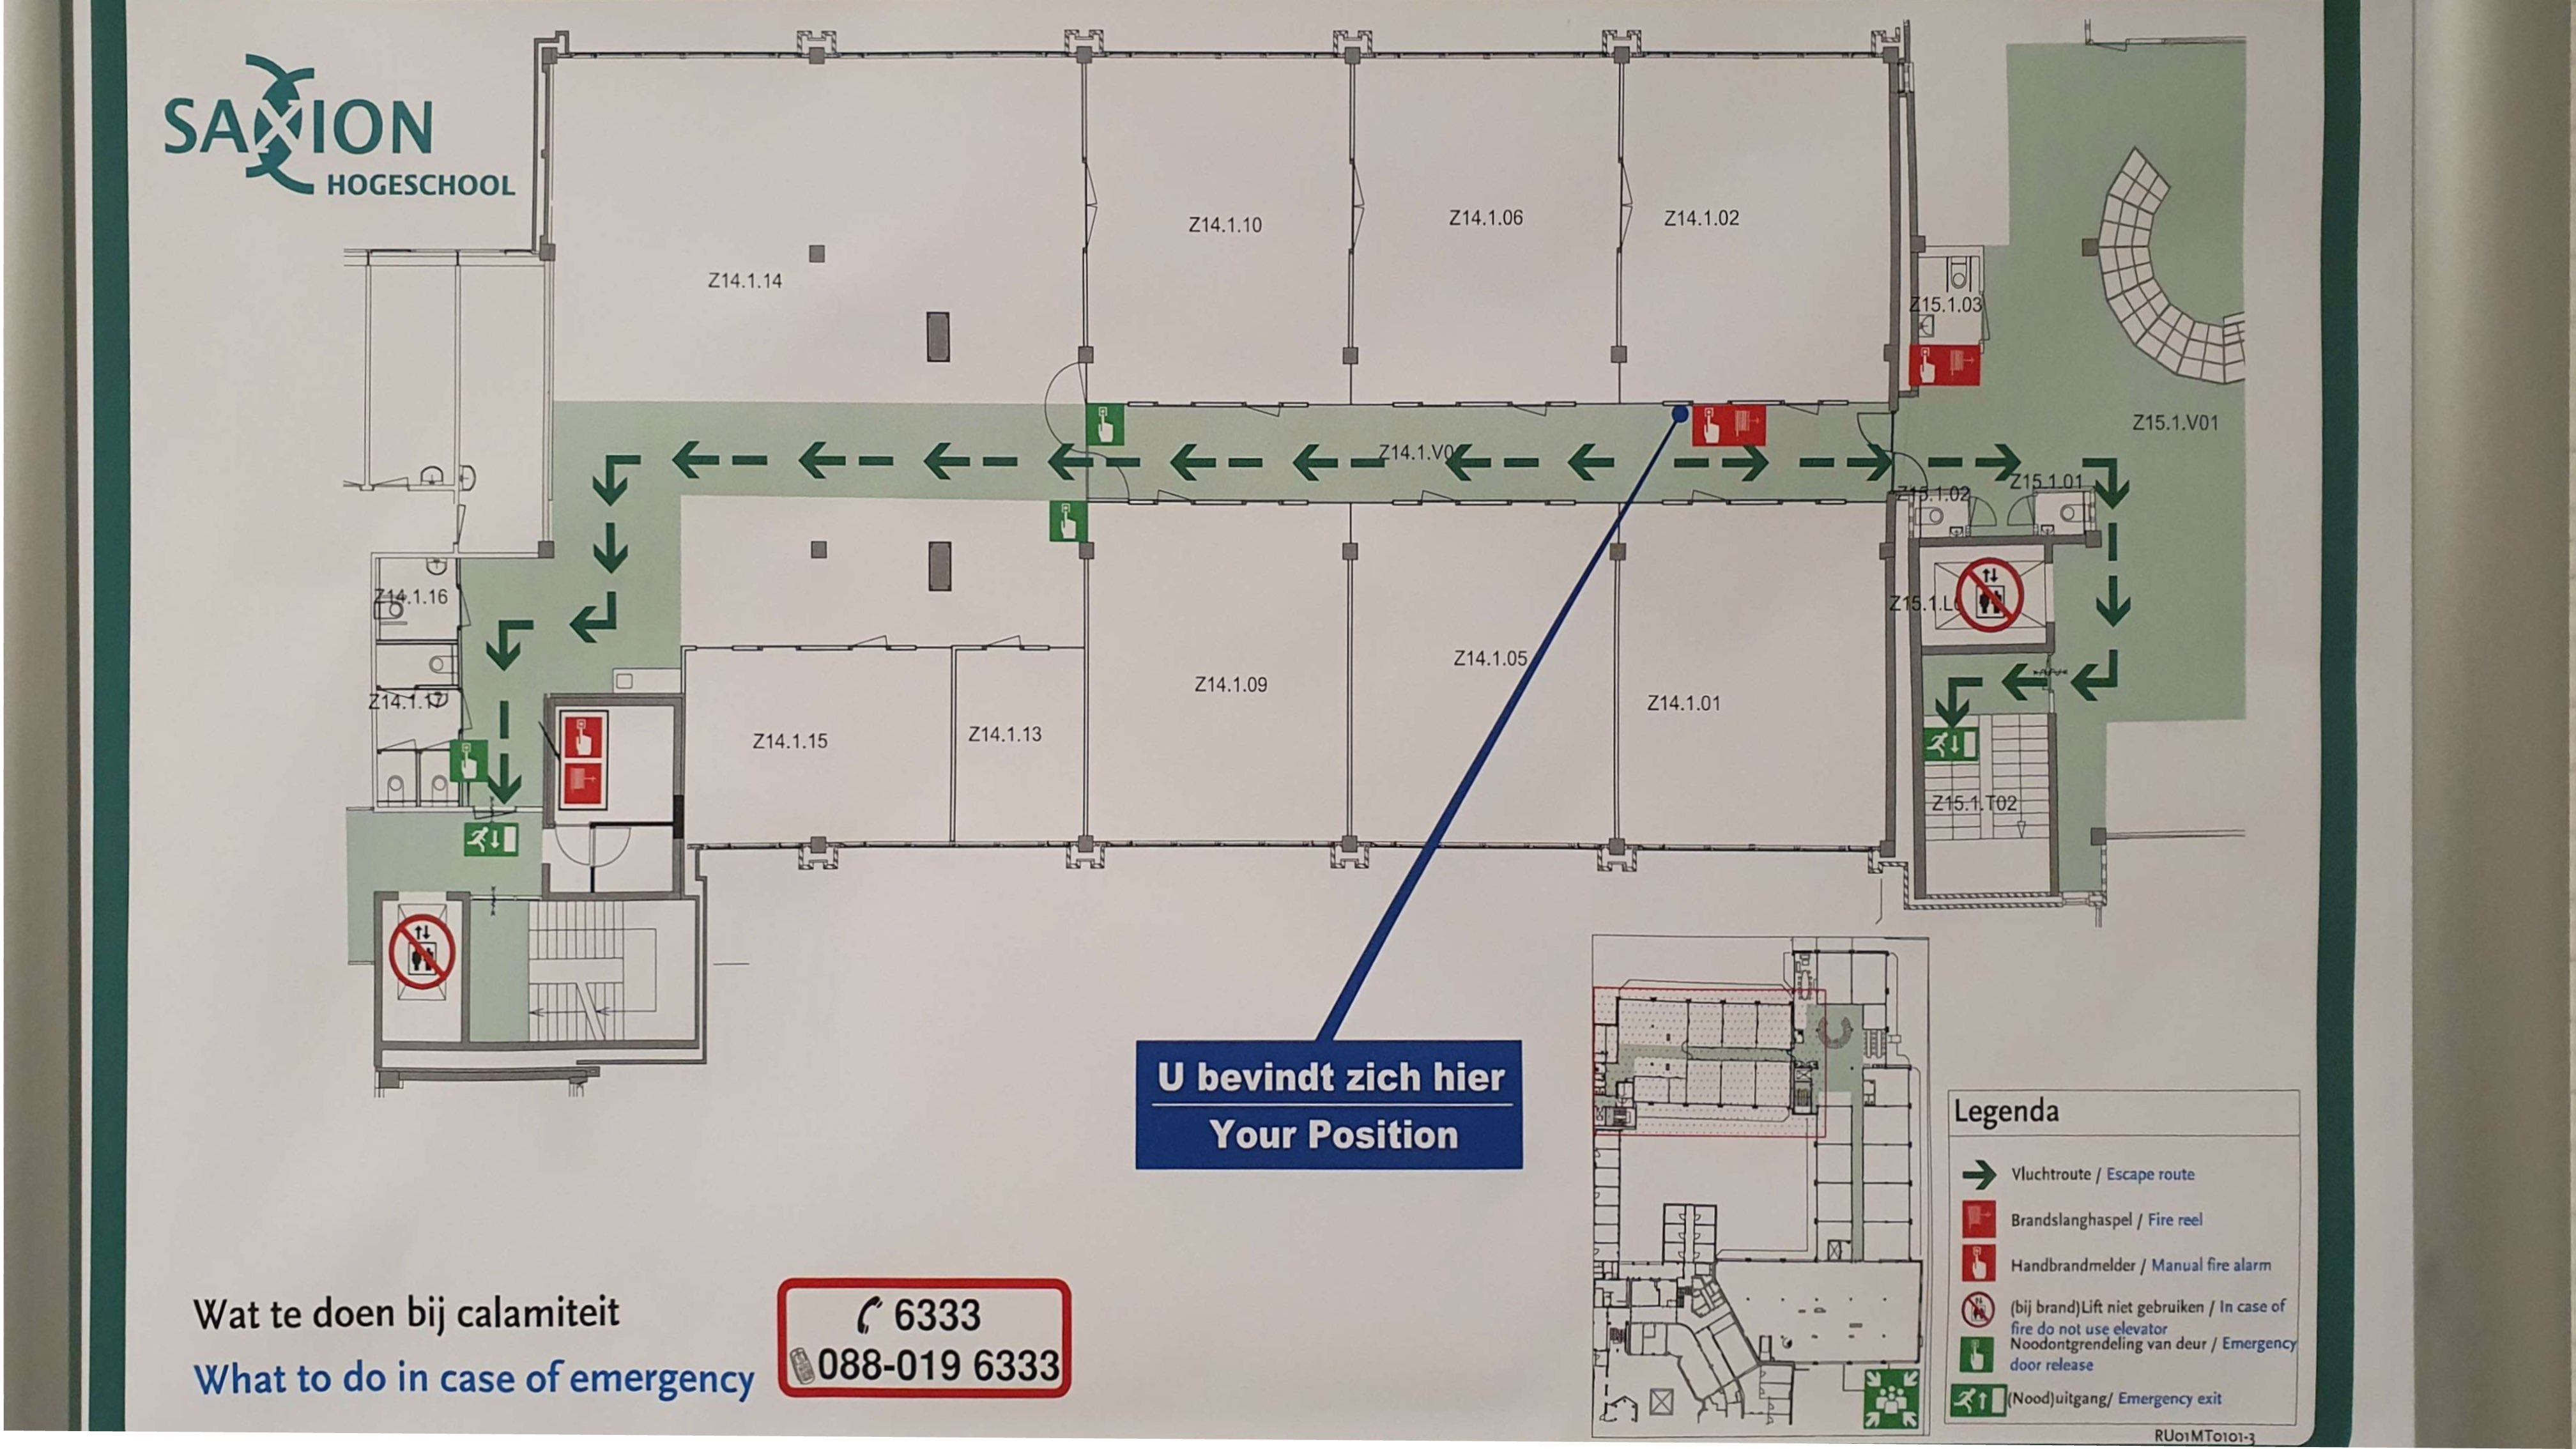 SAXION
HOGESCHOOL
Z14.1.14
Z14.1.10
Z14.1.06
Z14.1.02
Z15.1.03
Z15.1.V01
Z14.1.V0
Z15.1.02
Z15.1.01
Z14.1.16
Z15.1.L
Z14.1.17
Z14.1.15
Z14.1.13
Z14.1.09
Z14.1.05
Z14.1.01
Z15.1.T02
U bevindt zich hier
Your Position
Wat te doen bij calamiteit
What to do in case of emergency
6333
088-019 6333
Legenda
Vluchtroute / Escape route
Brandslanghaspel / Fire reel
Handbrandmelder / Manual fire alarm
(bij brand)Lift niet gebruiken / In case of
fire do not use elevator
Noodontgrendeling van deur / Emergency
door release
(Nood)uitgang/ Emergency exit
RU01MT0101-3